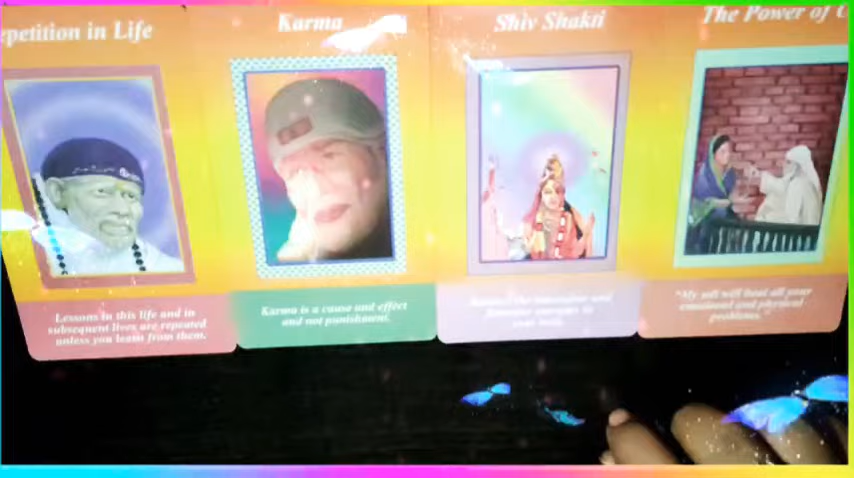 epetition in Life
Karma
Shiv Shakti
The Power of
Lessons in this life and in
subsequent lives are repeated
unless you learn from them.
Karma is a cause and effect
and not punishment.
"My udi will heal all your
emotional and physical
problems."